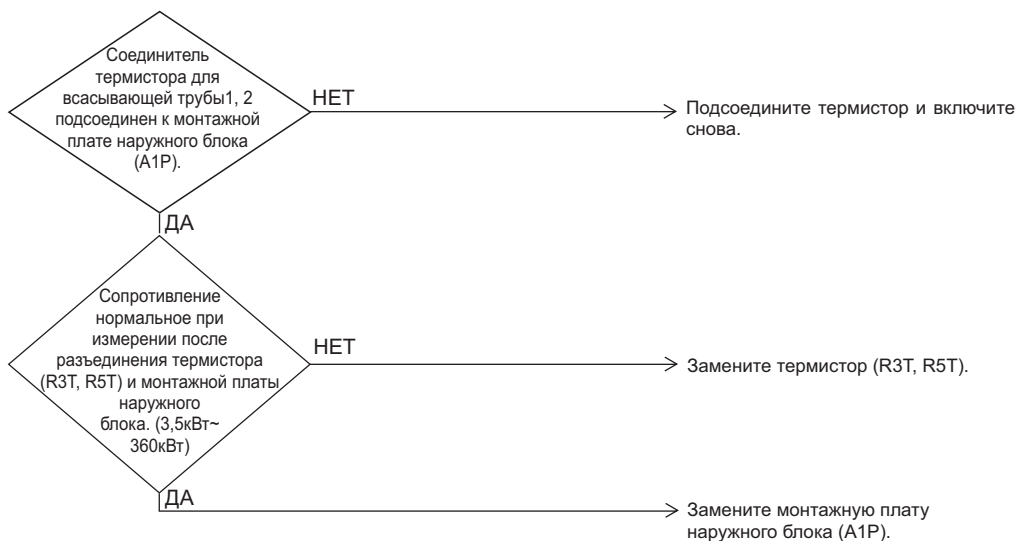 Соединитель
термистора для
всасывающей трубы1, 2
подсоединен к монтажной
плате наружного блока
(A1P).
НЕТ
Подсоедините термистор и включите
снова.
ДА
Сопротивление
нормальное при
измерении после
разъединения термистора
(R3T, R5T) и монтажной платы
наружного
блока. (3,5кВт~
360кВт)
НЕТ
Замените термистор (R3T, R5T).
ДА
Замените монтажную плату
наружного блока (A1P).